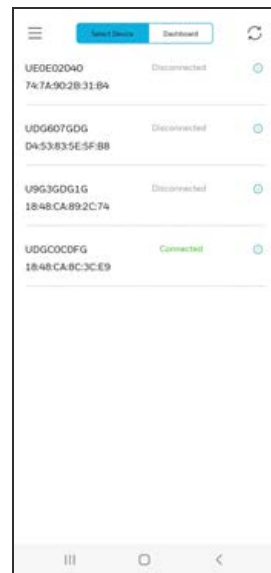 Select Device Dashboard
UE0E02040 Disconnected
74:7A:90:2B:31:B4
UDG607GDG Disconnected
D4:53:83:5E:5F:B8
U9G3GDG1G Disconnected
18:48:CA:89:2C:74
UDGC0C0FG Connected
18:48:CA:8C:3C:E9